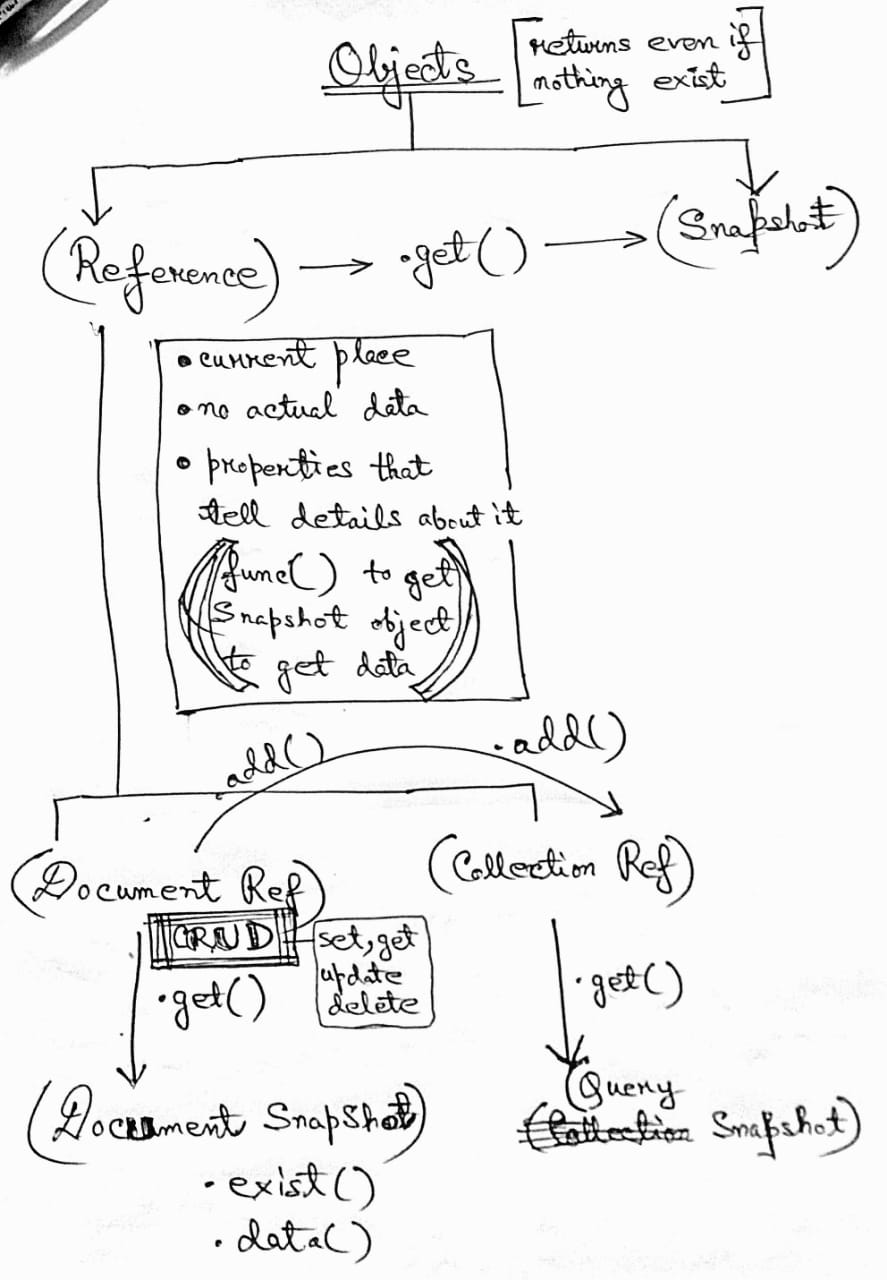 Objects
[returns even if
nothing exist]
(Reference) → .get() → (Snapshot)
• current place
• no actual data
• properties that
tell details about it
(func() to get
Snapshot object
to get data)
.add()
.add()
(Document Ref)
(Collection Ref)
CRUD
set, get
update
delete
.get()
.get()
(Document Snapshot)
(Query
Snapshot)
. exist()
. data()